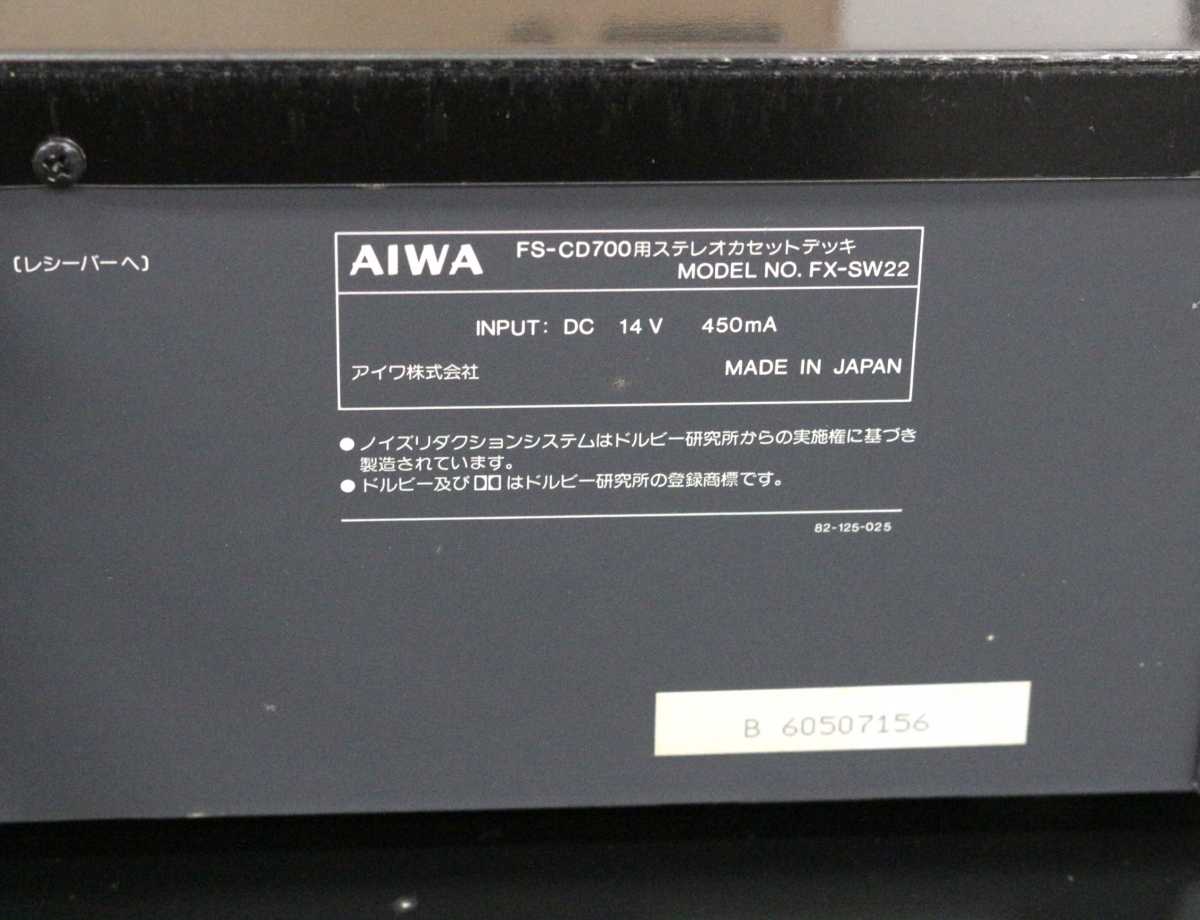 〔レシーバーへ〕
AIWA FS-CD700用ステレオカセットデッキ
MODEL NO. FX-SW22
INPUT: DC 14V 450mA
アイワ株式会社 MADE IN JAPAN
●ノイズリダクションシステムはドルビー研究所からの実施権に基づき
製造されています。
●ドルビー及び はドルビー研究所の登録商標です。
82-125-025
B 60507156